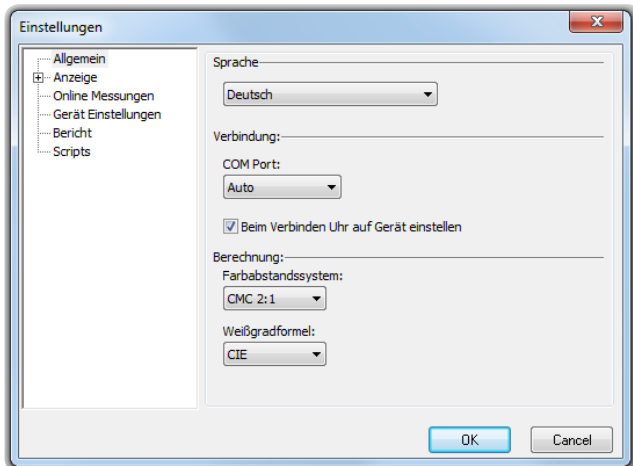 Einstellungen
Allgemein
Anzeige
Online Messungen
Gerät Einstellungen
Bericht
Scripts
Sprache
Deutsch
Verbindung:
COM Port:
Auto
Beim Verbinden Uhr auf Gerät einstellen
Berechnung:
Farbabstandssystem:
CMC 2:1
Weißgradformel:
CIE
OK
Cancel